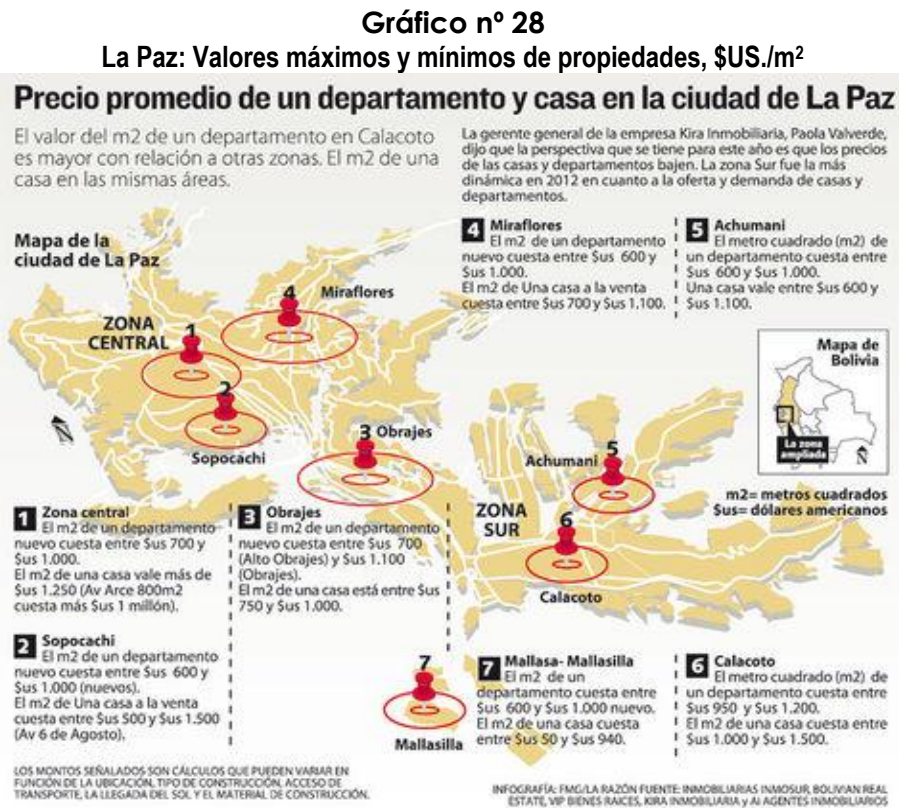 Gráfico nº 28
La Paz: Valores máximos y mínimos de propiedades, $US./m²
Precio promedio de un departamento y casa en la ciudad de La Paz
El valor del m2 de un departamento en Calacoto
es mayor con relación a otras zonas. El m2 de una
casa en las mismas áreas.
La gerente general de la empresa Kira Inmobiliaria, Paola Valverde,
dijo que la perspectiva que se tiene para este año es que los precios
de las casas y departamentos bajen. La zona Sur fue la más
dinámica en 2012 en cuanto a la oferta y demanda de casas y
departamentos.
4 Miraflores
El m2 de un departamento
nuevo cuesta entre $us 600 y
$us 1.000.
El m2 de Una casa a la venta
cuesta entre $us 700 y $us 1.100.
5 Achumani
El metro cuadrado (m2) de
un departamento cuesta entre
$us 600 y $us 1.000.
Una casa vale entre $us 600 y
$us 1.100.
Mapa de la
ciudad de La Paz
4
Miraflores
ZONA
CENTRAL
1
2
Sopocachi
3 Obrajes
Mapa de
Bolivia
La zona
ampliada
N
Achumani
5
ZONA
SUR
6
Calacoto
m2= metros cuadrados
$us= dólares americanos
1 Zona central
El m2 de un departamento
nuevo cuesta entre $us 700 y
$us 1.000.
El m2 de una casa vale más de
$us 1.250 (Av Arce 800m2
cuesta más $us 1 millón).
3 Obrajes
El m2 de un departamento
nuevo cuesta entre $us 700
(Alto Obrajes) y $us 1.100
(Obrajes).
El m2 de una casa está entre $us
750 y $us 1.000.
2 Sopocachi
El m2 de un departamento
nuevo cuesta entre $us 600 y
$us 1.000 (nuevos).
El m2 de Una casa a la venta
cuesta entre $us 500 y $us 1.500
(Av 6 de Agosto).
7
Mallasilla
7 Mallasa- Mallasilla
El m2 de un
departamento cuesta entre
$us 600 y $us 1.000 nuevo.
El m2 de una casa cuesta
entre $us 50 y $us 940.
6 Calacoto
El metro cuadrado (m2) de
un departamento cuesta entre
$us 950 y $us 1.200.
El m2 de una casa cuesta entre
$us 1.000 y $us 1.500.
LOS MONTOS SEÑALADOS SON CÁLCULOS QUE PUEDEN VARIAR EN
FUNCIÓN DE LA UBICACIÓN, TIPO DE CONSTRUCCIÓN, ACCESO DE
TRANSPORTE, LA LLEGADA DEL SOL Y EL MATERIAL DE CONSTRUCCIÓN.
INFOGRAFÍA: FMG/LA RAZÓN FUENTE: INMOBILIARIAS INMOSUR, BOLIVIAN REAL
ESTATE, VIP BIENES RAICES, KIRA INMOBILIARIA y AGENTES INMOBILIARIOS